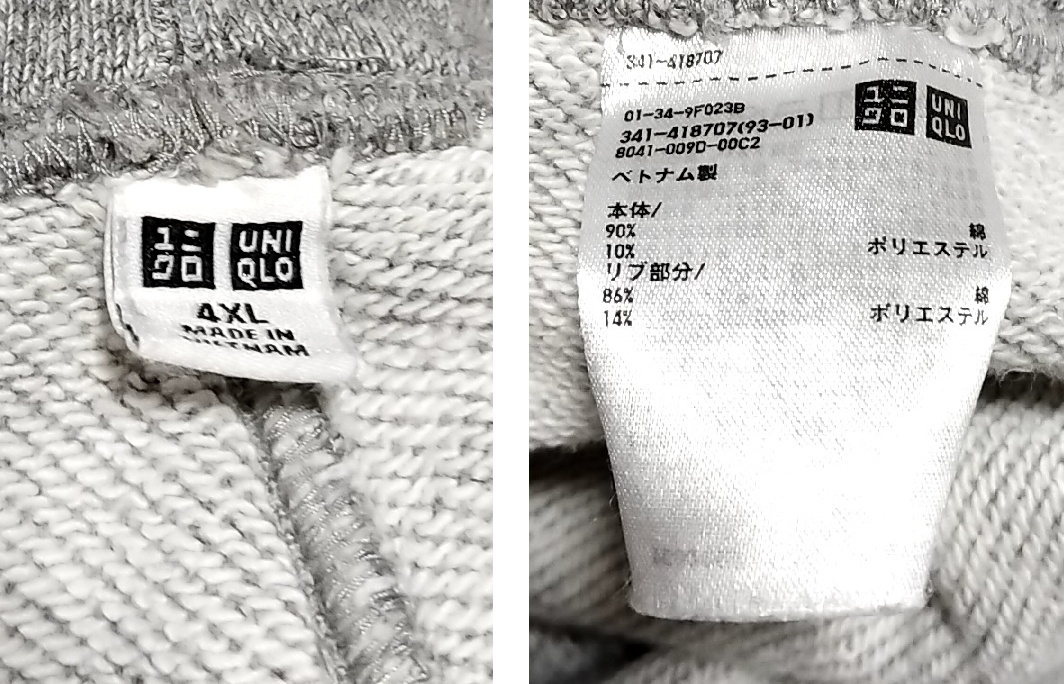 ユニ UNI
クロ QLO
4XL
MADE IN
VIETNAM
341-418707
ユニ UNI
クロ QLO
01-34-9F023B
341-418707(93-01)
8041-009D-00C2
ベトナム製
本体/
90% 綿
10% ポリエステル
リブ部分/
86% 綿
14% ポリエステル